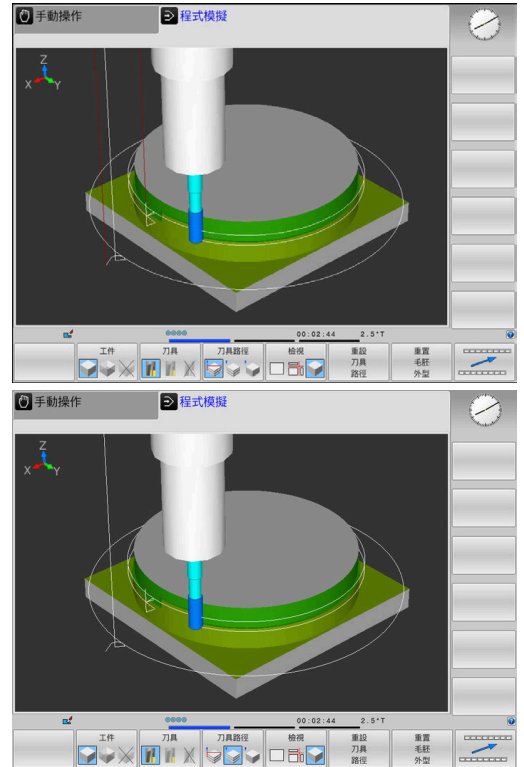 手動操作
程式模擬
Z
X
Y
00:02:44
2.5*T
工件
刀具
刀具路徑
檢視
重設
刀具
路徑
重置
毛胚
外型
手動操作
程式模擬
Z
X
Y
00:02:44
2.5*T
工件
刀具
刀具路徑
檢視
重設
刀具
路徑
重置
毛胚
外型